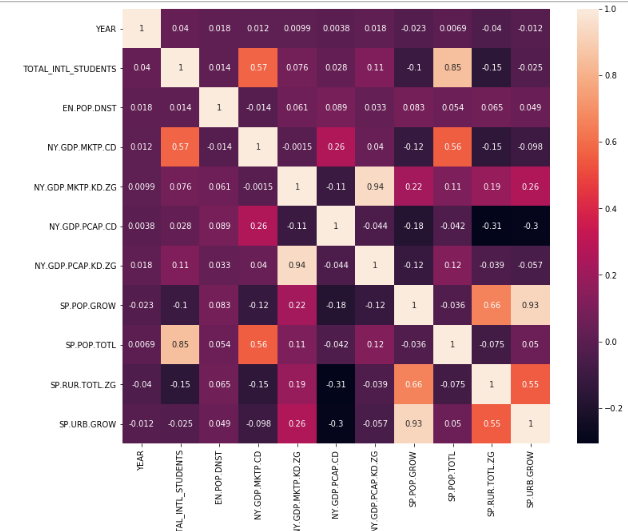 YEAR 1 0.04 0.018 0.012 0.0099 0.0038 0.018 -0.023 0.0069 -0.04 -0.012
TOTAL_INTL_STUDENTS 0.04 1 0.014 0.57 0.076 0.028 0.11 -0.1 0.85 -0.15 -0.025
EN.POP.DNST 0.018 0.014 1 -0.014 0.061 0.089 0.033 0.083 0.054 0.065 0.049
NY.GDP.MKTP.CD 0.012 0.57 -0.014 1 -0.0015 0.26 0.04 -0.12 0.56 -0.15 -0.098
NY.GDP.MKTP.KD.ZG 0.0099 0.076 0.061 -0.0015 1 -0.11 0.94 0.22 0.11 0.19 0.26
NY.GDP.PCAP.CD 0.0038 0.028 0.089 0.26 -0.11 1 -0.044 -0.18 -0.042 -0.31 -0.3
NY.GDP.PCAP.KD.ZG 0.018 0.11 0.033 0.04 0.94 -0.044 1 -0.12 0.12 -0.039 -0.057
SP.POP.GROW -0.023 -0.1 0.083 -0.12 0.22 -0.18 -0.12 1 -0.036 0.66 0.93
SP.POP.TOTL 0.0069 0.85 0.054 0.56 0.11 -0.042 0.12 -0.036 1 -0.075 0.05
SP.RUR.TOTL.ZG -0.04 -0.15 0.065 -0.15 0.19 -0.31 -0.039 0.66 -0.075 1 0.55
SP.URB.GROW -0.012 -0.025 0.049 -0.098 0.26 -0.3 -0.057 0.93 0.05 0.55 1
YEAR
TAL_INTL_STUDENTS
EN.POP.DNST
NY.GDP.MKTP.CD
NY.GDP.MKTP.KD.ZG
NY.GDP.PCAP.CD
NY.GDP.PCAP.KD.ZG
SP.POP.GROW
SP.POP.TOTL
SP.RUR.TOTL.ZG
SP.URB.GROW
1.0
0.8
0.6
0.4
0.2
0.0
−0.2